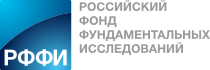 РОССИЙСКИЙ
ФОНД
ФУНДАМЕНТАЛЬНЫХ
ИССЛЕДОВАНИЙ
РФФИ